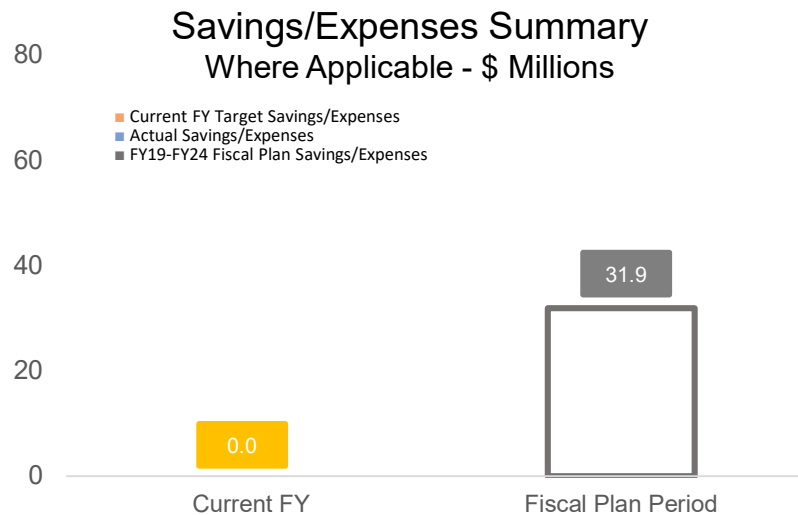 Savings/Expenses Summary
Where Applicable - $ Millions
80
Current FY Target Savings/Expenses
Actual Savings/Expenses
FY19-FY24 Fiscal Plan Savings/Expenses
60
40
31.9
20
0.0
0
Current FY
Fiscal Plan Period